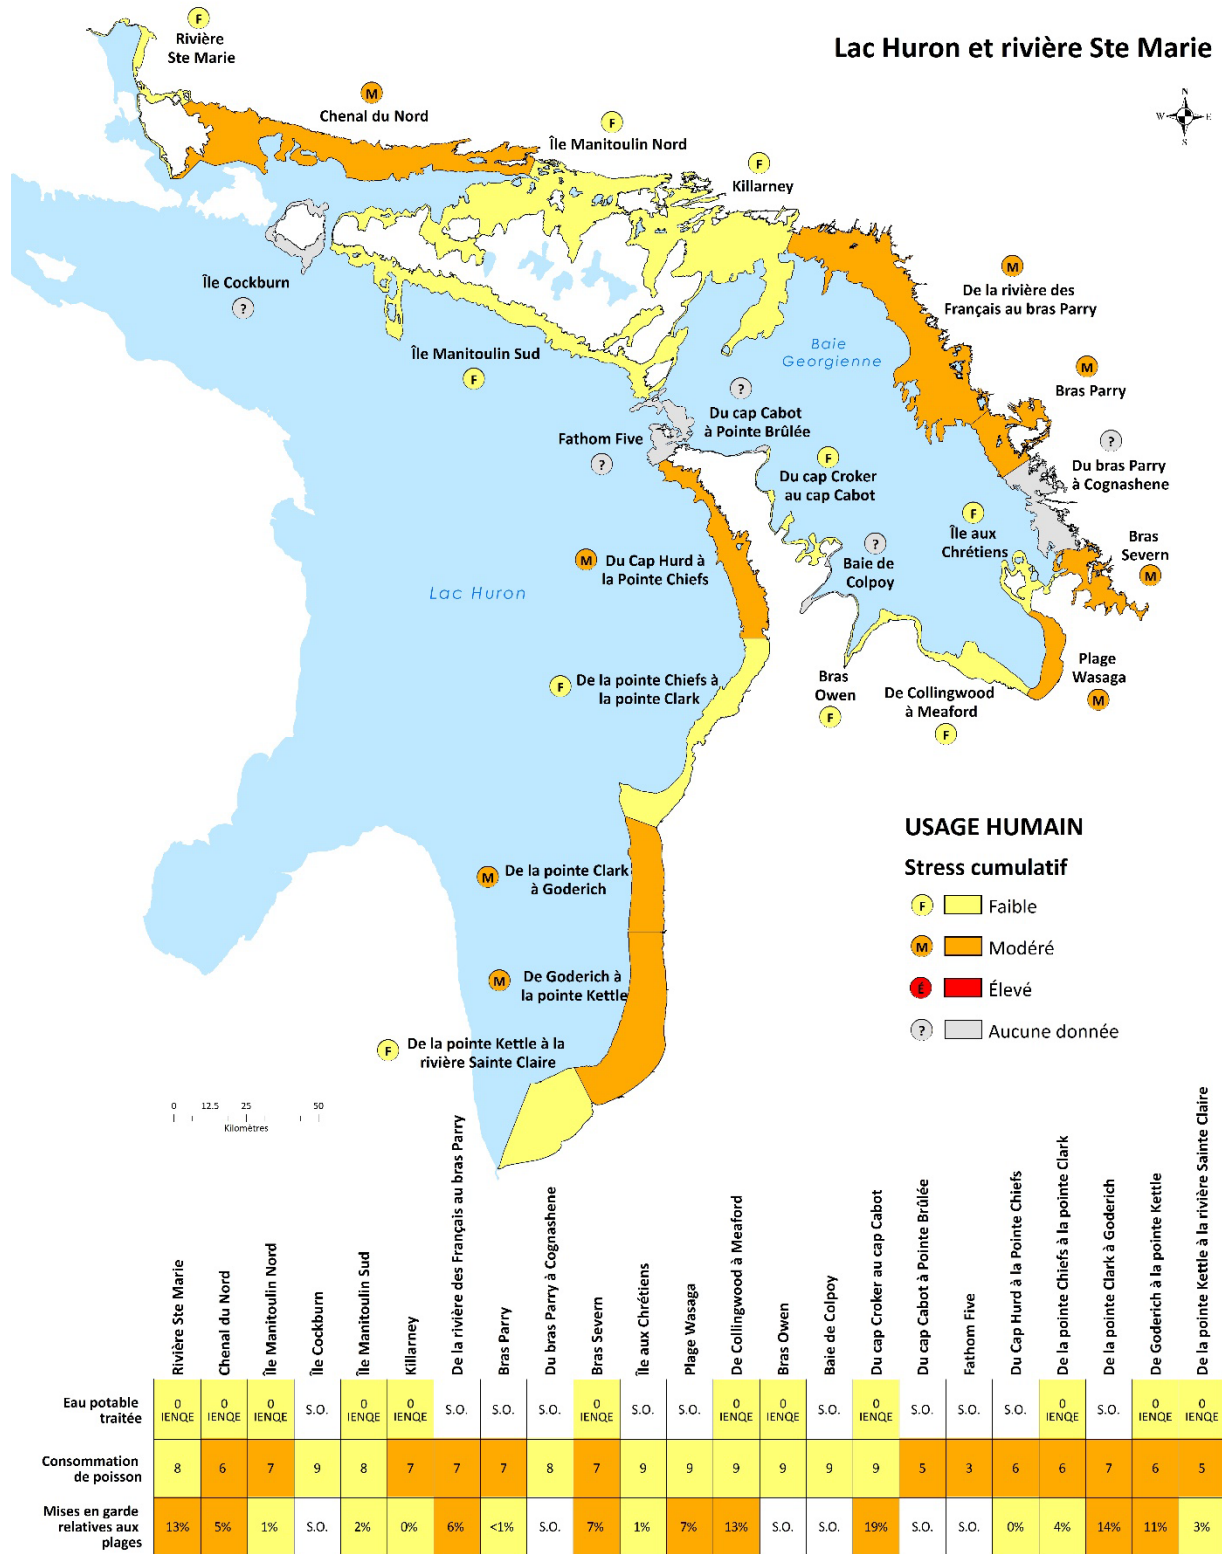 Lac Huron et rivière Ste Marie
N
W E
S
F
Rivière
Ste Marie
M
Chenal du Nord
F
Île Manitoulin Nord
F
Killarney
M
De la rivière des
Français au bras Parry
Île Cockburn
?
Île Manitoulin Sud
F
Baie
Georgienne
M
Bras Parry
?
Du cap Cabot
à Pointe Brûlée
Fathom Five
?
F
Du cap Croker
au cap Cabot
?
Du bras Parry
à Cognashene
F
Île aux
Chrétiens
Bras
Severn
M
?
Baie de
Colpoy
M
Du Cap Hurd à
la Pointe Chiefs
Lac Huron
F
De la pointe Chiefs à
la pointe Clark
Bras
Owen
F
De Collingwood
à Meaford
F
Plage
Wasaga
M
M
De la pointe Clark
à Goderich
M
De Goderich à
la pointe Kettle
F
De la pointe Kettle à la
rivière Sainte Claire
USAGE HUMAIN
Stress cumulatif
F Faible
M Modéré
É Élevé
? Aucune donnée
0 12.5 25 50
Kilomètres
Rivière Ste Marie
Chenal du Nord
Île Manitoulin Nord
Île Cockburn
Île Manitoulin Sud
Killarney
De la rivière des Français au bras Parry
Bras Parry
Du bras Parry à Cognashene
Bras Severn
Île aux Chrétiens
Plage Wasaga
De Collingwood à Meaford
Bras Owen
Baie de Colpoy
Du cap Croker au cap Cabot
Du cap Cabot à Pointe Brûlée
Fathom Five
Du Cap Hurd à la Pointe Chiefs
De la pointe Chiefs à la pointe Clark
De la pointe Clark à Goderich
De Goderich à la pointe Kettle
De la pointe Kettle à la rivière Sainte Claire
Eau potable
traitée
0 IENQE 0 IENQE 0 IENQE S.O. 0 IENQE 0 IENQE S.O. S.O. S.O. 0 IENQE S.O. S.O. 0 IENQE 0 IENQE S.O. 0 IENQE S.O. S.O. S.O. 0 IENQE S.O. 0 IENQE 0 IENQE
Consommation
de poisson
8 6 7 9 8 7 7 7 8 7 9 9 9 9 9 9 5 3 6 6 7 6 5
Mises en garde
relatives aux
plages
13% 5% 1% S.O. 2% 0% 6% <1% S.O. 7% 1% 7% 13% S.O. S.O. 19% S.O. S.O. 0% 4% 14% 11% 3%